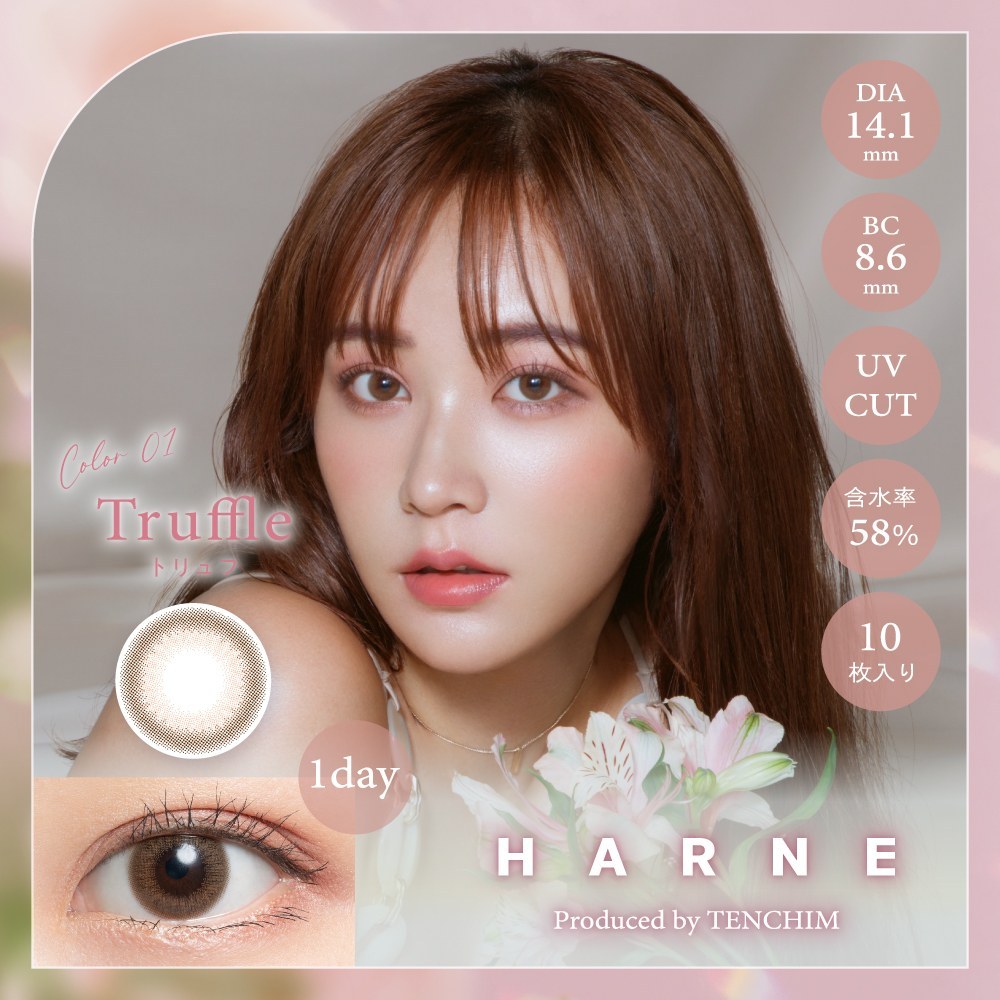 DIA
14.1
mm
BC
8.6
mm
UV
CUT
Color 01
Truffle
トリュフ
含水率
58%
10
枚入り
1day
HARNE
Produced by TENCHIM